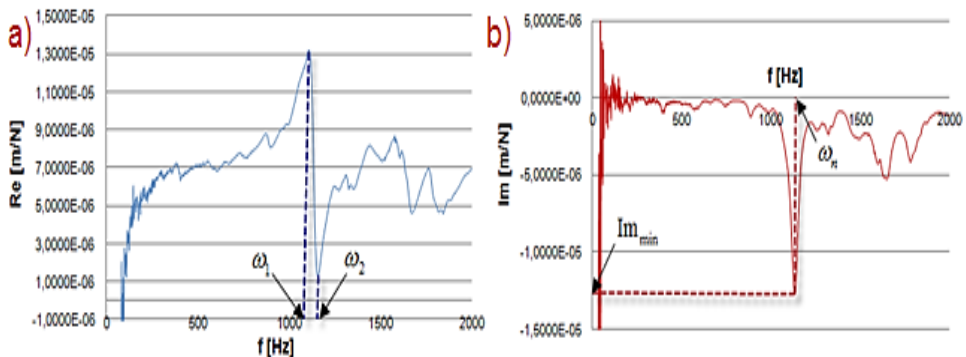 a)
Re [m/N]
1,5000E-05
1,3000E-05
1,1000E-05
9,0000E-06
7,0000E-06
5,0000E-06
3,0000E-06
1,0000E-06
-1,0000E-06
ω1
ω2
0 500 1000 1500 2000
f [Hz]
b)
Im [m/N]
5,0000E-06
0,0000E+00
-5,0000E-06
-1,0000E-05
-1,5000E-05
f [Hz]
0 500 1000 1500 2000
ωn
Immin